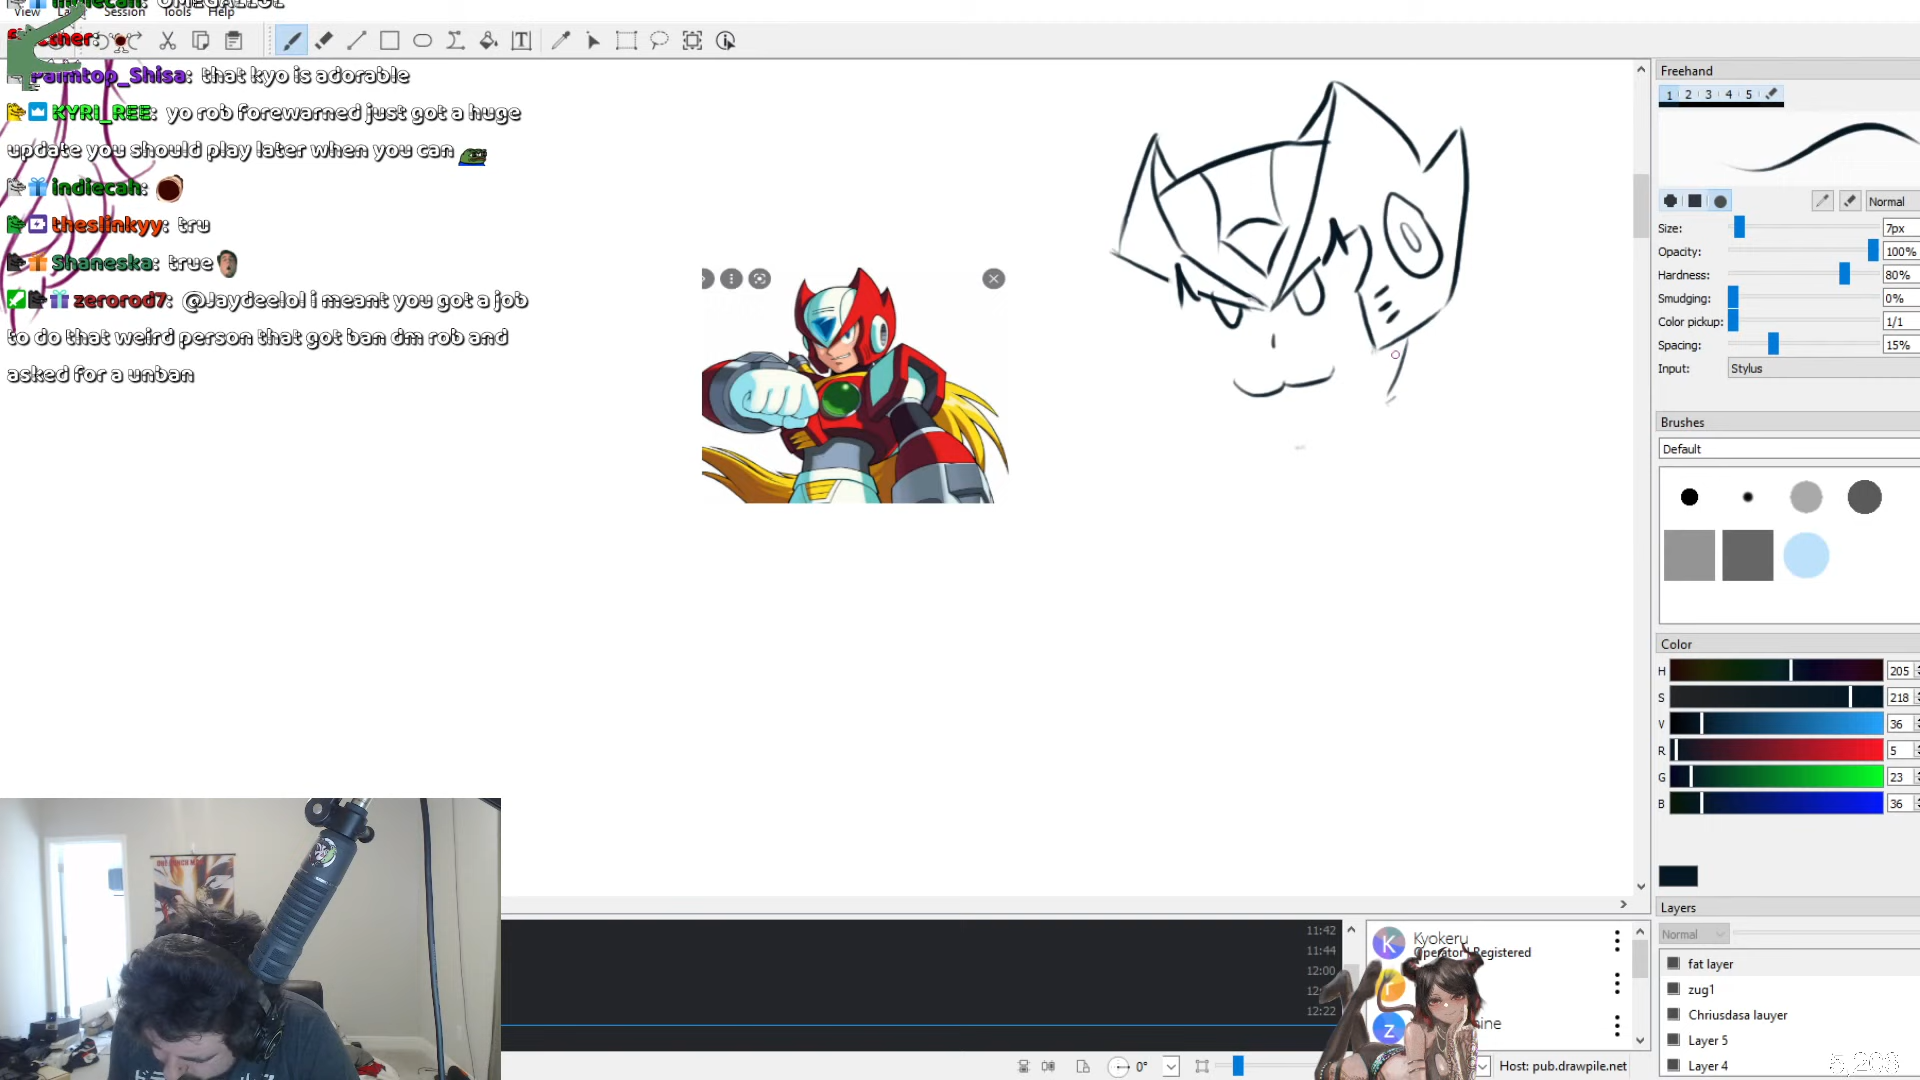 indiecah: OMEGALLUL
View
Session
Tools
Help
Palmtop_Shisa: that kyo is adorable
KYRI_REE: yo rob forewarned just got a huge
update you should play later when you can
indiecah:
theslinkyy: tru
Shaneska: true
zerorod7: @Jaydeelol i meant you got a job
to do that weird person that got ban dm rob and
asked for a unban
Freehand
1 2 3 4 5
Normal
Size: 7px
Opacity: 100%
Hardness: 80%
Smudging: 0%
Color pickup: 1/1
Spacing: 15%
Input: Stylus
Brushes
Default
Color
H 205
S 218
V 36
R 5
G 23
B 36
Layers
Normal
fat layer
zug1
Chriusdasa lauyer
Layer 5
Layer 4
11:42
11:44
12:00
12:22
K Kyokeru
Operator Registered
Z
0°
Host: pub.drawpile.net